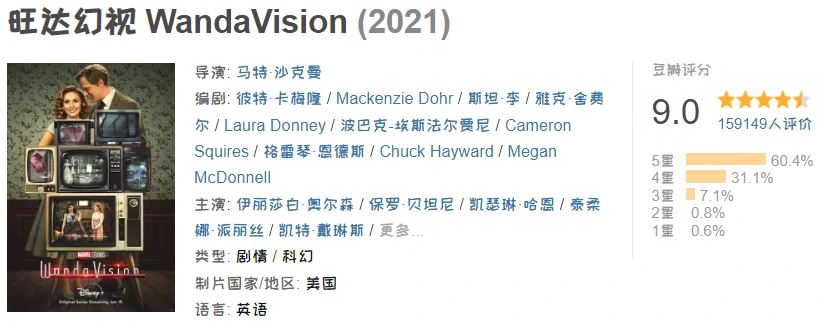 旺达幻视 WandaVision (2021)
导演: 马特·沙克曼
编剧: 彼特·卡梅隆 / Mackenzie Dohr / 斯坦·李 / 雅克·舍费
尔 / Laura Donney / 波巴克-埃斯法尔贾尼 / Cameron
Squires / 格雷琴·恩德斯 / Chuck Hayward / Megan
McDonnell
主演: 伊丽莎白·奥尔森 / 保罗·贝坦尼 / 凯瑟琳·哈恩 / 泰柔
娜·派丽丝 / 凯特·戴琳斯 / 更多...
类型: 剧情 / 科幻
制片国家/地区: 美国
语言: 英语
豆瓣评分
9.0
159149人评价
5星 60.4%
4星 31.1%
3星 7.1%
2星 0.8%
1星 0.6%
MARVEL STUDIOS
WandaVision
Disney+
Original Series Streaming Jan. 15